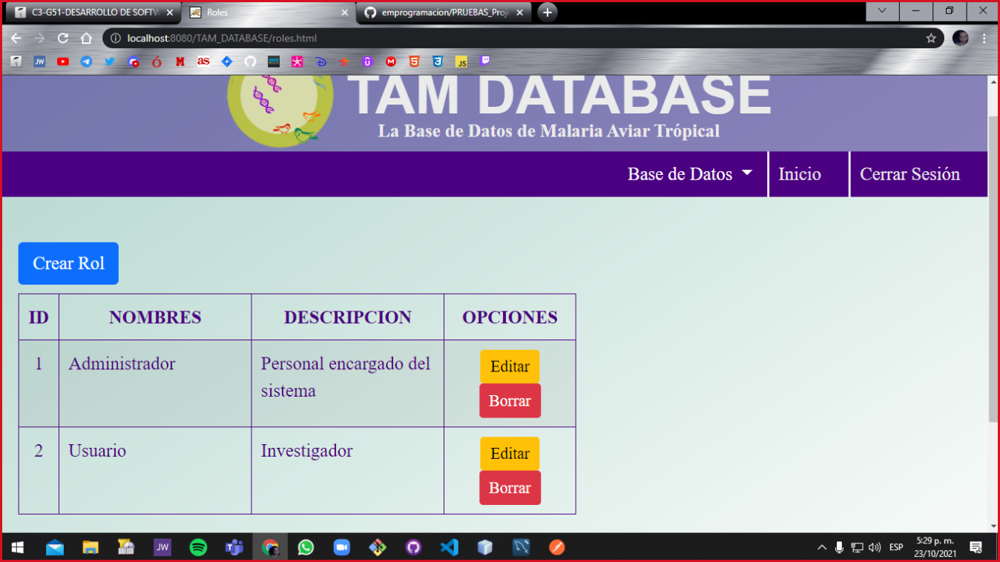 C3-G51-DESARROLLO DE SOFTW
Roles
emprogramacion/PRUEBAS_Proj
localhost:8080/TAM_DATABASE/roles.html
JW
as
JS
TAM DATABASE
La Base de Datos de Malaria Aviar Trópical
Base de Datos
Inicio
Cerrar Sesión
Crear Rol
ID NOMBRES DESCRIPCION OPCIONES
1 Administrador Personal encargado del
sistema
Editar
Borrar
2 Usuario Investigador Editar
Borrar
JW
ESP
5:29 p. m.
23/10/2021